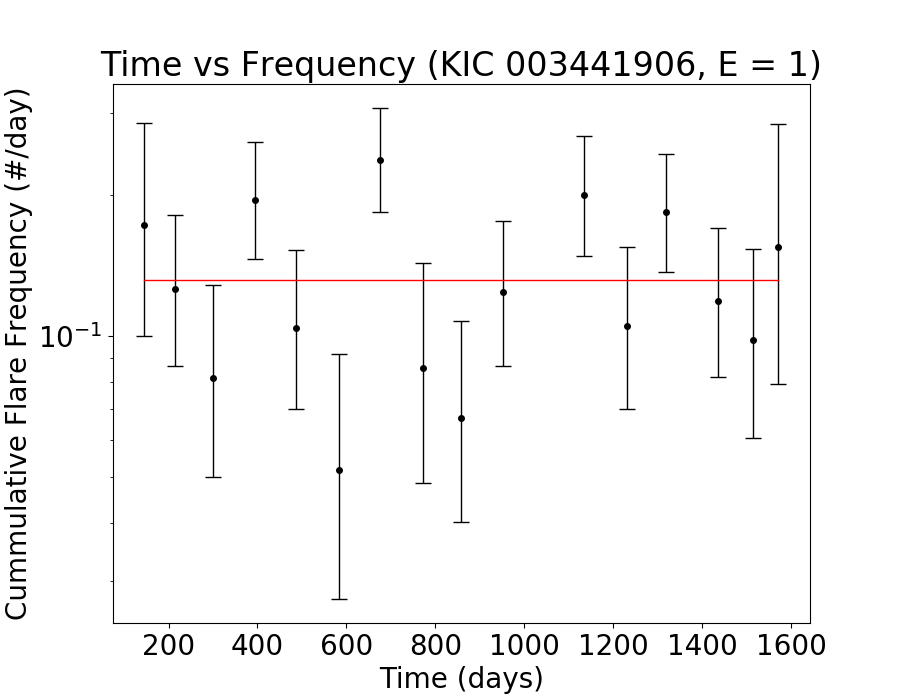 Time vs Frequency (KIC 003441906, E = 1)
Cummulative Flare Frequency (#/day)
10⁻¹
200 400 600 800 1000 1200 1400 1600
Time (days)